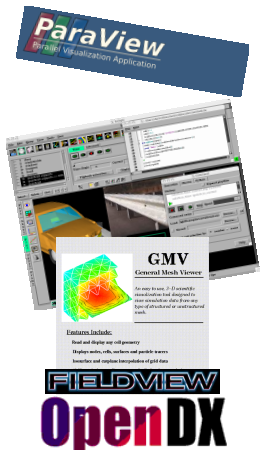 ParaView
Parallel Visualization Application
GMV
General Mesh Viewer
An easy to use, 3-D scientific
visualization tool designed to
view simulation data from any
type of structured or unstructured
mesh.
Features Include:
Read and display any cell geometry
Displays nodes, cells, surfaces and particle tracers
Isosurface and cutplane interpolation of grid data
FIELDVIEW
OpenDX